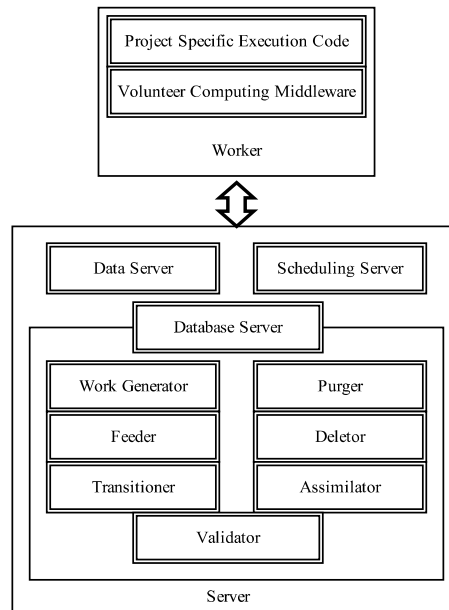 Project Specific Execution Code
Volunteer Computing Middleware
Worker
Data Server
Scheduling Server
Database Server
Work Generator
Purger
Feeder
Deletor
Transitioner
Assimilator
Validator
Server